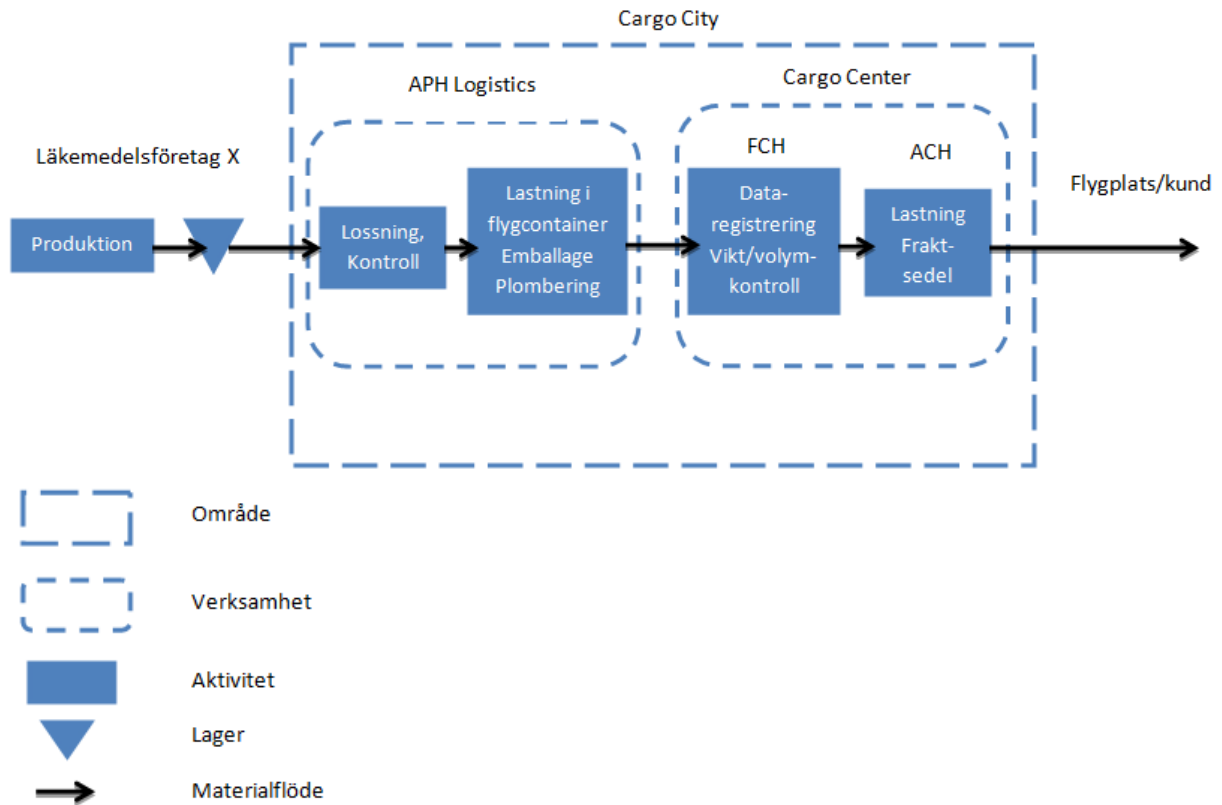 Cargo City
APH Logistics
Cargo Center
Läkemedelsföretag X
FCH
ACH
Flygplats/kund
Produktion
Lossning,
Kontroll
Lastning i
flygcontainer
Emballage
Plombering
Data-
registrering
Vikt/volym-
kontroll
Lastning
Frakt-
sedel
Område
Verksamhet
Aktivitet
Lager
Materialflöde